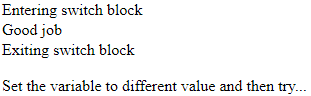 Entering switch block
Good job
Exiting switch block
Set the variable to different value and then try...